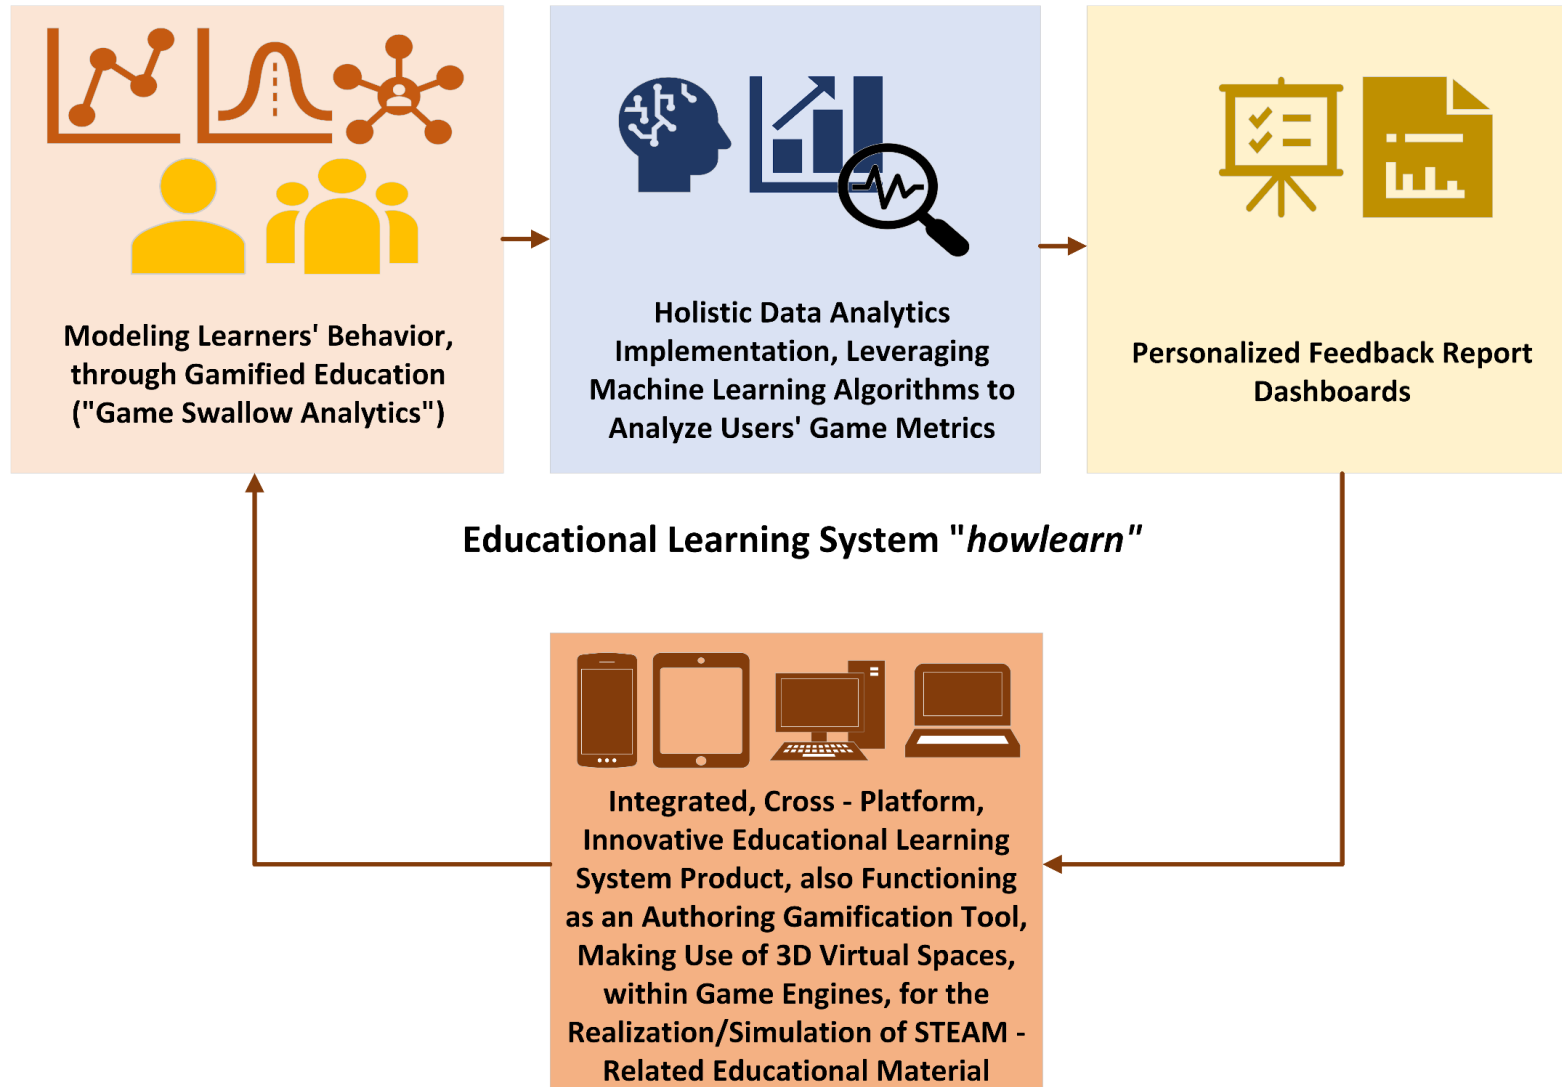 Modeling Learners' Behavior,
through Gamified Education
("Game Swallow Analytics")
Holistic Data Analytics
Implementation, Leveraging
Machine Learning Algorithms to
Analyze Users' Game Metrics
Personalized Feedback Report
Dashboards
Educational Learning System "howlearn"
Integrated, Cross - Platform,
Innovative Educational Learning
System Product, also Functioning
as an Authoring Gamification Tool,
Making Use of 3D Virtual Spaces,
within Game Engines, for the
Realization/Simulation of STEAM -
Related Educational Material